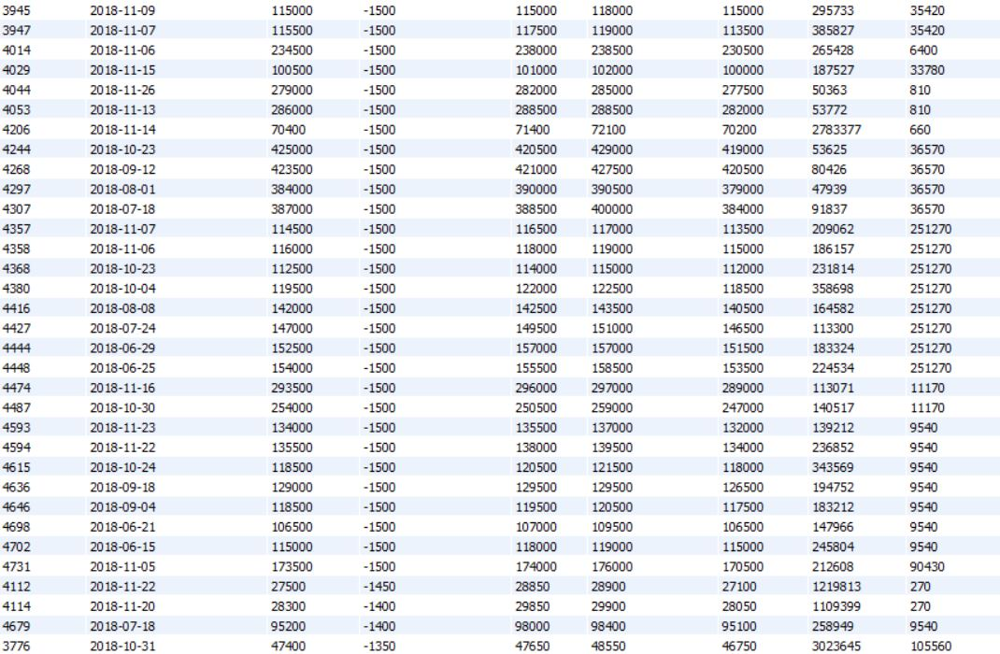 3945 2018-11-09 115000 -1500 115000 118000 115000 295733 35420
3947 2018-11-07 115500 -1500 117500 119000 113500 385827 35420
4014 2018-11-06 234500 -1500 238000 238500 230500 265428 6400
4029 2018-11-15 100500 -1500 101000 102000 100000 187527 33780
4044 2018-11-26 279000 -1500 282000 285000 277500 50363 810
4053 2018-11-13 286000 -1500 288500 288500 282000 53772 810
4206 2018-11-14 70400 -1500 71400 72100 70200 2783377 660
4244 2018-10-23 425000 -1500 420500 429000 419000 53625 36570
4268 2018-09-12 423500 -1500 421000 427500 420500 80426 36570
4297 2018-08-01 384000 -1500 390000 390500 379000 47939 36570
4307 2018-07-18 387000 -1500 388500 400000 384000 91837 36570
4357 2018-11-07 114500 -1500 116500 117000 113500 209062 251270
4358 2018-11-06 116000 -1500 118000 119000 115000 186157 251270
4368 2018-10-23 112500 -1500 114000 115000 112000 231814 251270
4380 2018-10-04 119500 -1500 122000 122500 118500 358698 251270
4416 2018-08-08 142000 -1500 142500 143500 140500 164582 251270
4427 2018-07-24 147000 -1500 149500 151000 146500 113300 251270
4444 2018-06-29 152500 -1500 157000 157000 151500 183324 251270
4448 2018-06-25 154000 -1500 155500 158500 153500 224534 251270
4474 2018-11-16 293500 -1500 296000 297000 289000 113071 11170
4487 2018-10-30 254000 -1500 250500 259000 247000 140517 11170
4593 2018-11-23 134000 -1500 135500 137000 132000 139212 9540
4594 2018-11-22 135500 -1500 138000 139500 134000 236852 9540
4615 2018-10-24 118500 -1500 120500 121500 118000 343569 9540
4636 2018-09-18 129000 -1500 129500 129500 126500 194752 9540
4646 2018-09-04 118500 -1500 119500 120500 117500 183212 9540
4698 2018-06-21 106500 -1500 107000 109500 106500 147966 9540
4702 2018-06-15 115000 -1500 118000 119000 115000 245804 9540
4731 2018-11-05 173500 -1500 174000 176000 170500 212608 90430
4112 2018-11-22 27500 -1450 28850 28900 27100 1219813 270
4114 2018-11-20 28300 -1400 29850 29900 28050 1109399 270
4679 2018-07-18 95200 -1400 98000 98400 95100 258949 9540
3776 2018-10-31 47400 -1350 47650 48550 46750 3023645 105560